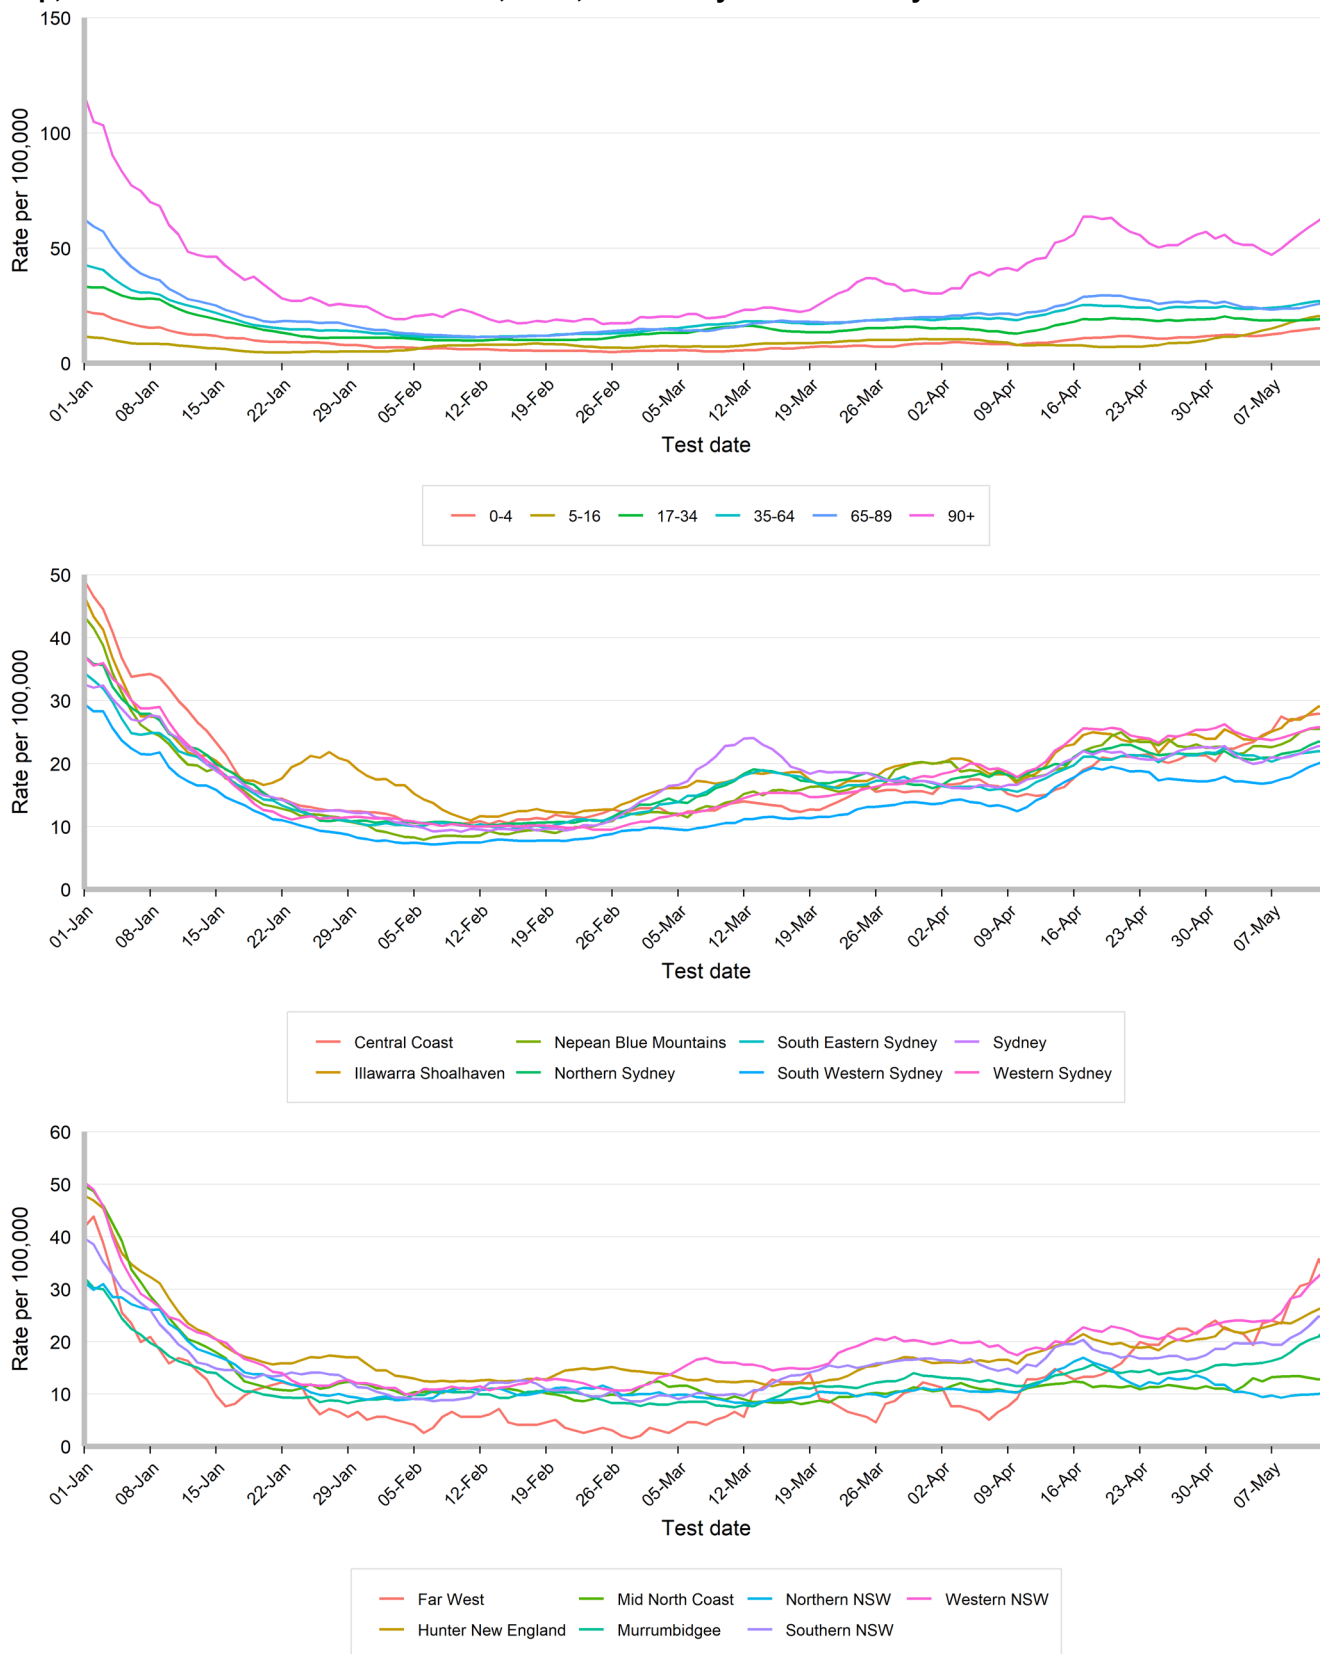 150
100
50
0
Rate per 100,000
01-Jan 08-Jan 15-Jan 22-Jan 29-Jan 05-Feb 12-Feb 19-Feb 26-Feb 05-Mar 12-Mar 19-Mar 26-Mar 02-Apr 09-Apr 16-Apr 23-Apr 30-Apr 07-May
Test date
0-4 5-16 17-34 35-64 65-89 90+
50
40
30
20
10
0
Rate per 100,000
01-Jan 08-Jan 15-Jan 22-Jan 29-Jan 05-Feb 12-Feb 19-Feb 26-Feb 05-Mar 12-Mar 19-Mar 26-Mar 02-Apr 09-Apr 16-Apr 23-Apr 30-Apr 07-May
Test date
Central Coast Nepean Blue Mountains South Eastern Sydney Sydney
Illawarra Shoalhaven Northern Sydney South Western Sydney Western Sydney
60
50
40
30
20
10
0
Rate per 100,000
01-Jan 08-Jan 15-Jan 22-Jan 29-Jan 05-Feb 12-Feb 19-Feb 26-Feb 05-Mar 12-Mar 19-Mar 26-Mar 02-Apr 09-Apr 16-Apr 23-Apr 30-Apr 07-May
Test date
Far West Mid North Coast Northern NSW Western NSW
Hunter New England Murrumbidgee Southern NSW